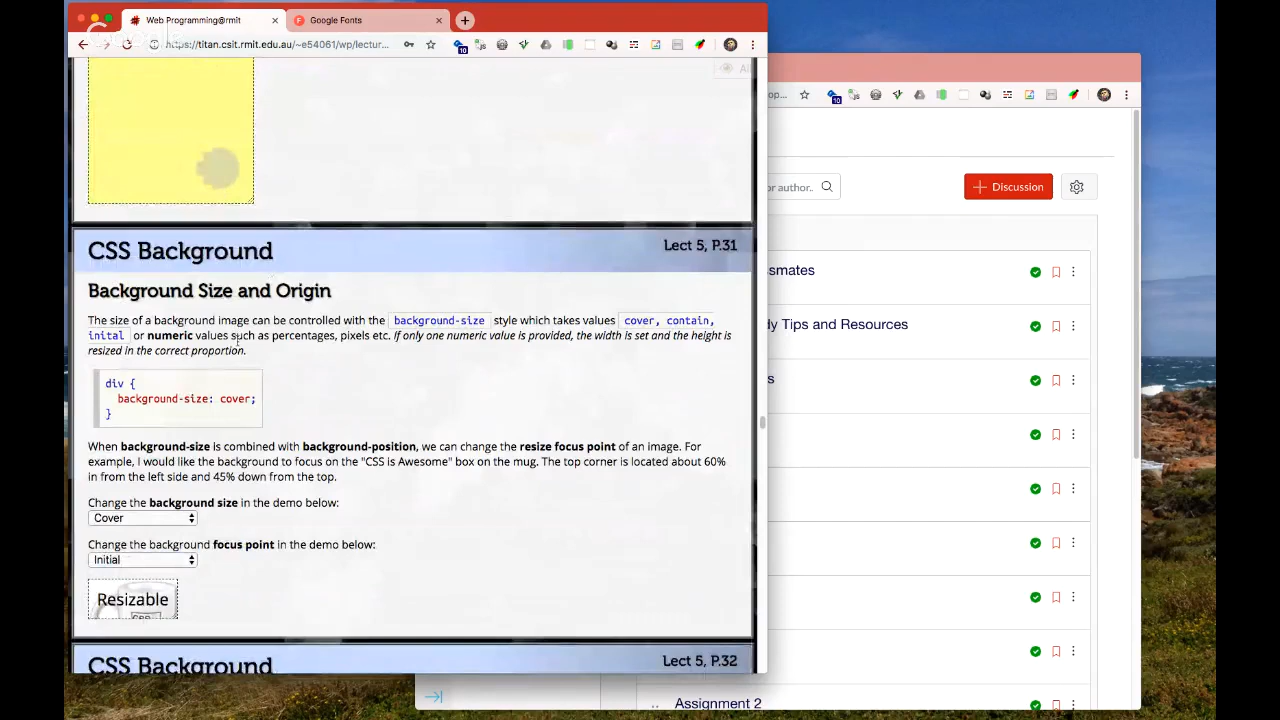 Web Programming@rmit
Google Fonts
https://titan.csit.rmit.edu.au/~e54061/wp/lectur...
10
All
op...
10
or author..
Discussion
CSS Background
Lect 5, P.31
Background Size and Origin
The size of a background image can be controlled with the background-size style which takes values cover, contain,
inital or numeric values such as percentages, pixels etc. If only one numeric value is provided, the width is set and the height is
resized in the correct proportion.
div {
background-size: cover;
}
When background-size is combined with background-position, we can change the resize focus point of an image. For
example, I would like the background to focus on the "CSS is Awesome" box on the mug. The top corner is located about 60%
in from the left side and 45% down from the top.
Change the background size in the demo below:
Cover
Change the background focus point in the demo below:
Initial
Resizable
CSS Background
Lect 5, P.32
smates
dy Tips and Resources
s
Assignment 2